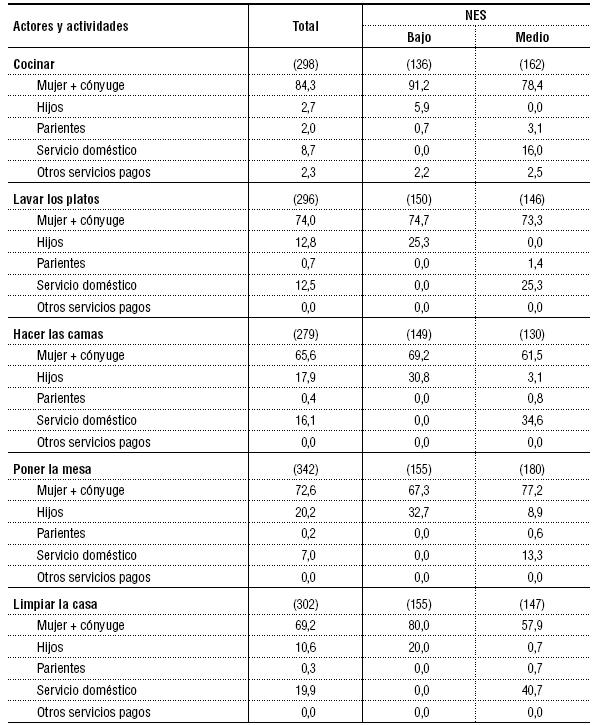 Actores y actividades Total NES
Bajo Medio
Cocinar (298) (136) (162)
Mujer + cónyuge 84,3 91,2 78,4
Hijos 2,7 5,9 0,0
Parientes 2,0 0,7 3,1
Servicio doméstico 8,7 0,0 16,0
Otros servicios pagos 2,3 2,2 2,5
Lavar los platos (296) (150) (146)
Mujer + cónyuge 74,0 74,7 73,3
Hijos 12,8 25,3 0,0
Parientes 0,7 0,0 1,4
Servicio doméstico 12,5 0,0 25,3
Otros servicios pagos 0,0 0,0 0,0
Hacer las camas (279) (149) (130)
Mujer + cónyuge 65,6 69,2 61,5
Hijos 17,9 30,8 3,1
Parientes 0,4 0,0 0,8
Servicio doméstico 16,1 0,0 34,6
Otros servicios pagos 0,0 0,0 0,0
Poner la mesa (342) (155) (180)
Mujer + cónyuge 72,6 67,3 77,2
Hijos 20,2 32,7 8,9
Parientes 0,2 0,0 0,6
Servicio doméstico 7,0 0,0 13,3
Otros servicios pagos 0,0 0,0 0,0
Limpiar la casa (302) (155) (147)
Mujer + cónyuge 69,2 80,0 57,9
Hijos 10,6 20,0 0,7
Parientes 0,3 0,0 0,7
Servicio doméstico 19,9 0,0 40,7
Otros servicios pagos 0,0 0,0 0,0